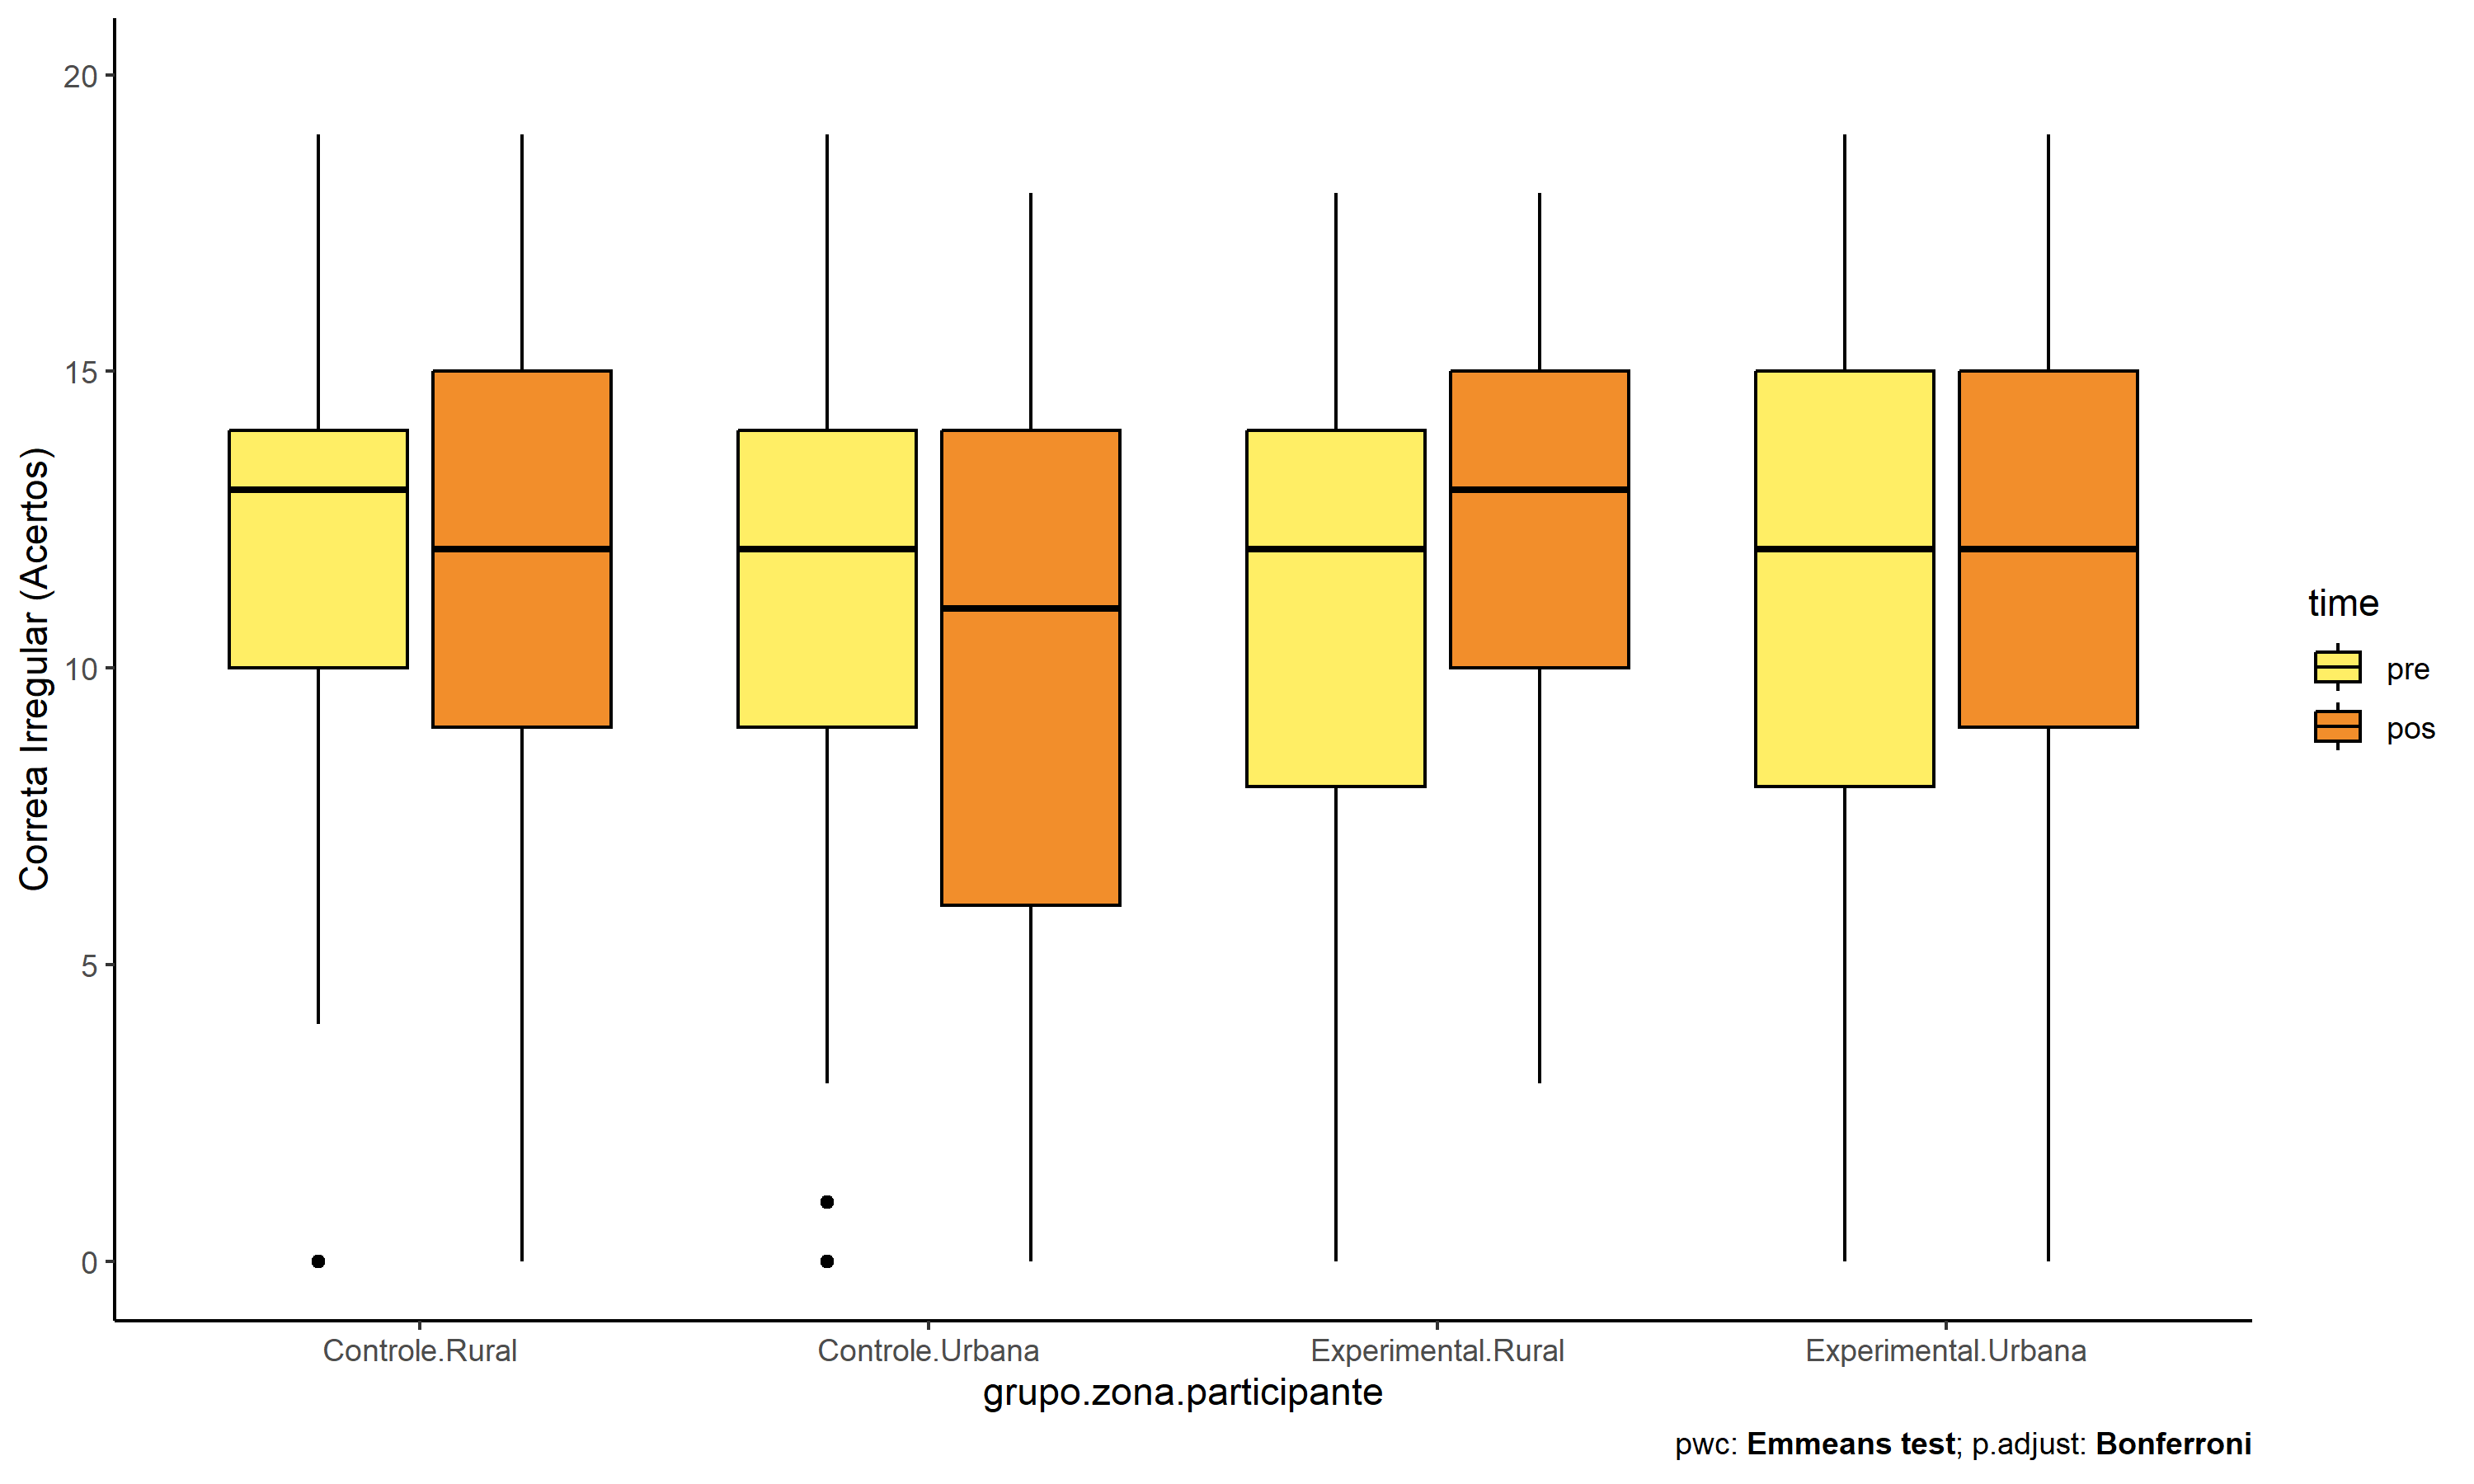 Correta Irregular (Acertos)
20
15
10
5
0
Controle.Rural
Controle.Urbana
Experimental.Rural
Experimental.Urbana
grupo.zona.participante
time
pre
pos
pwc: Emmeans test; p.adjust: Bonferroni